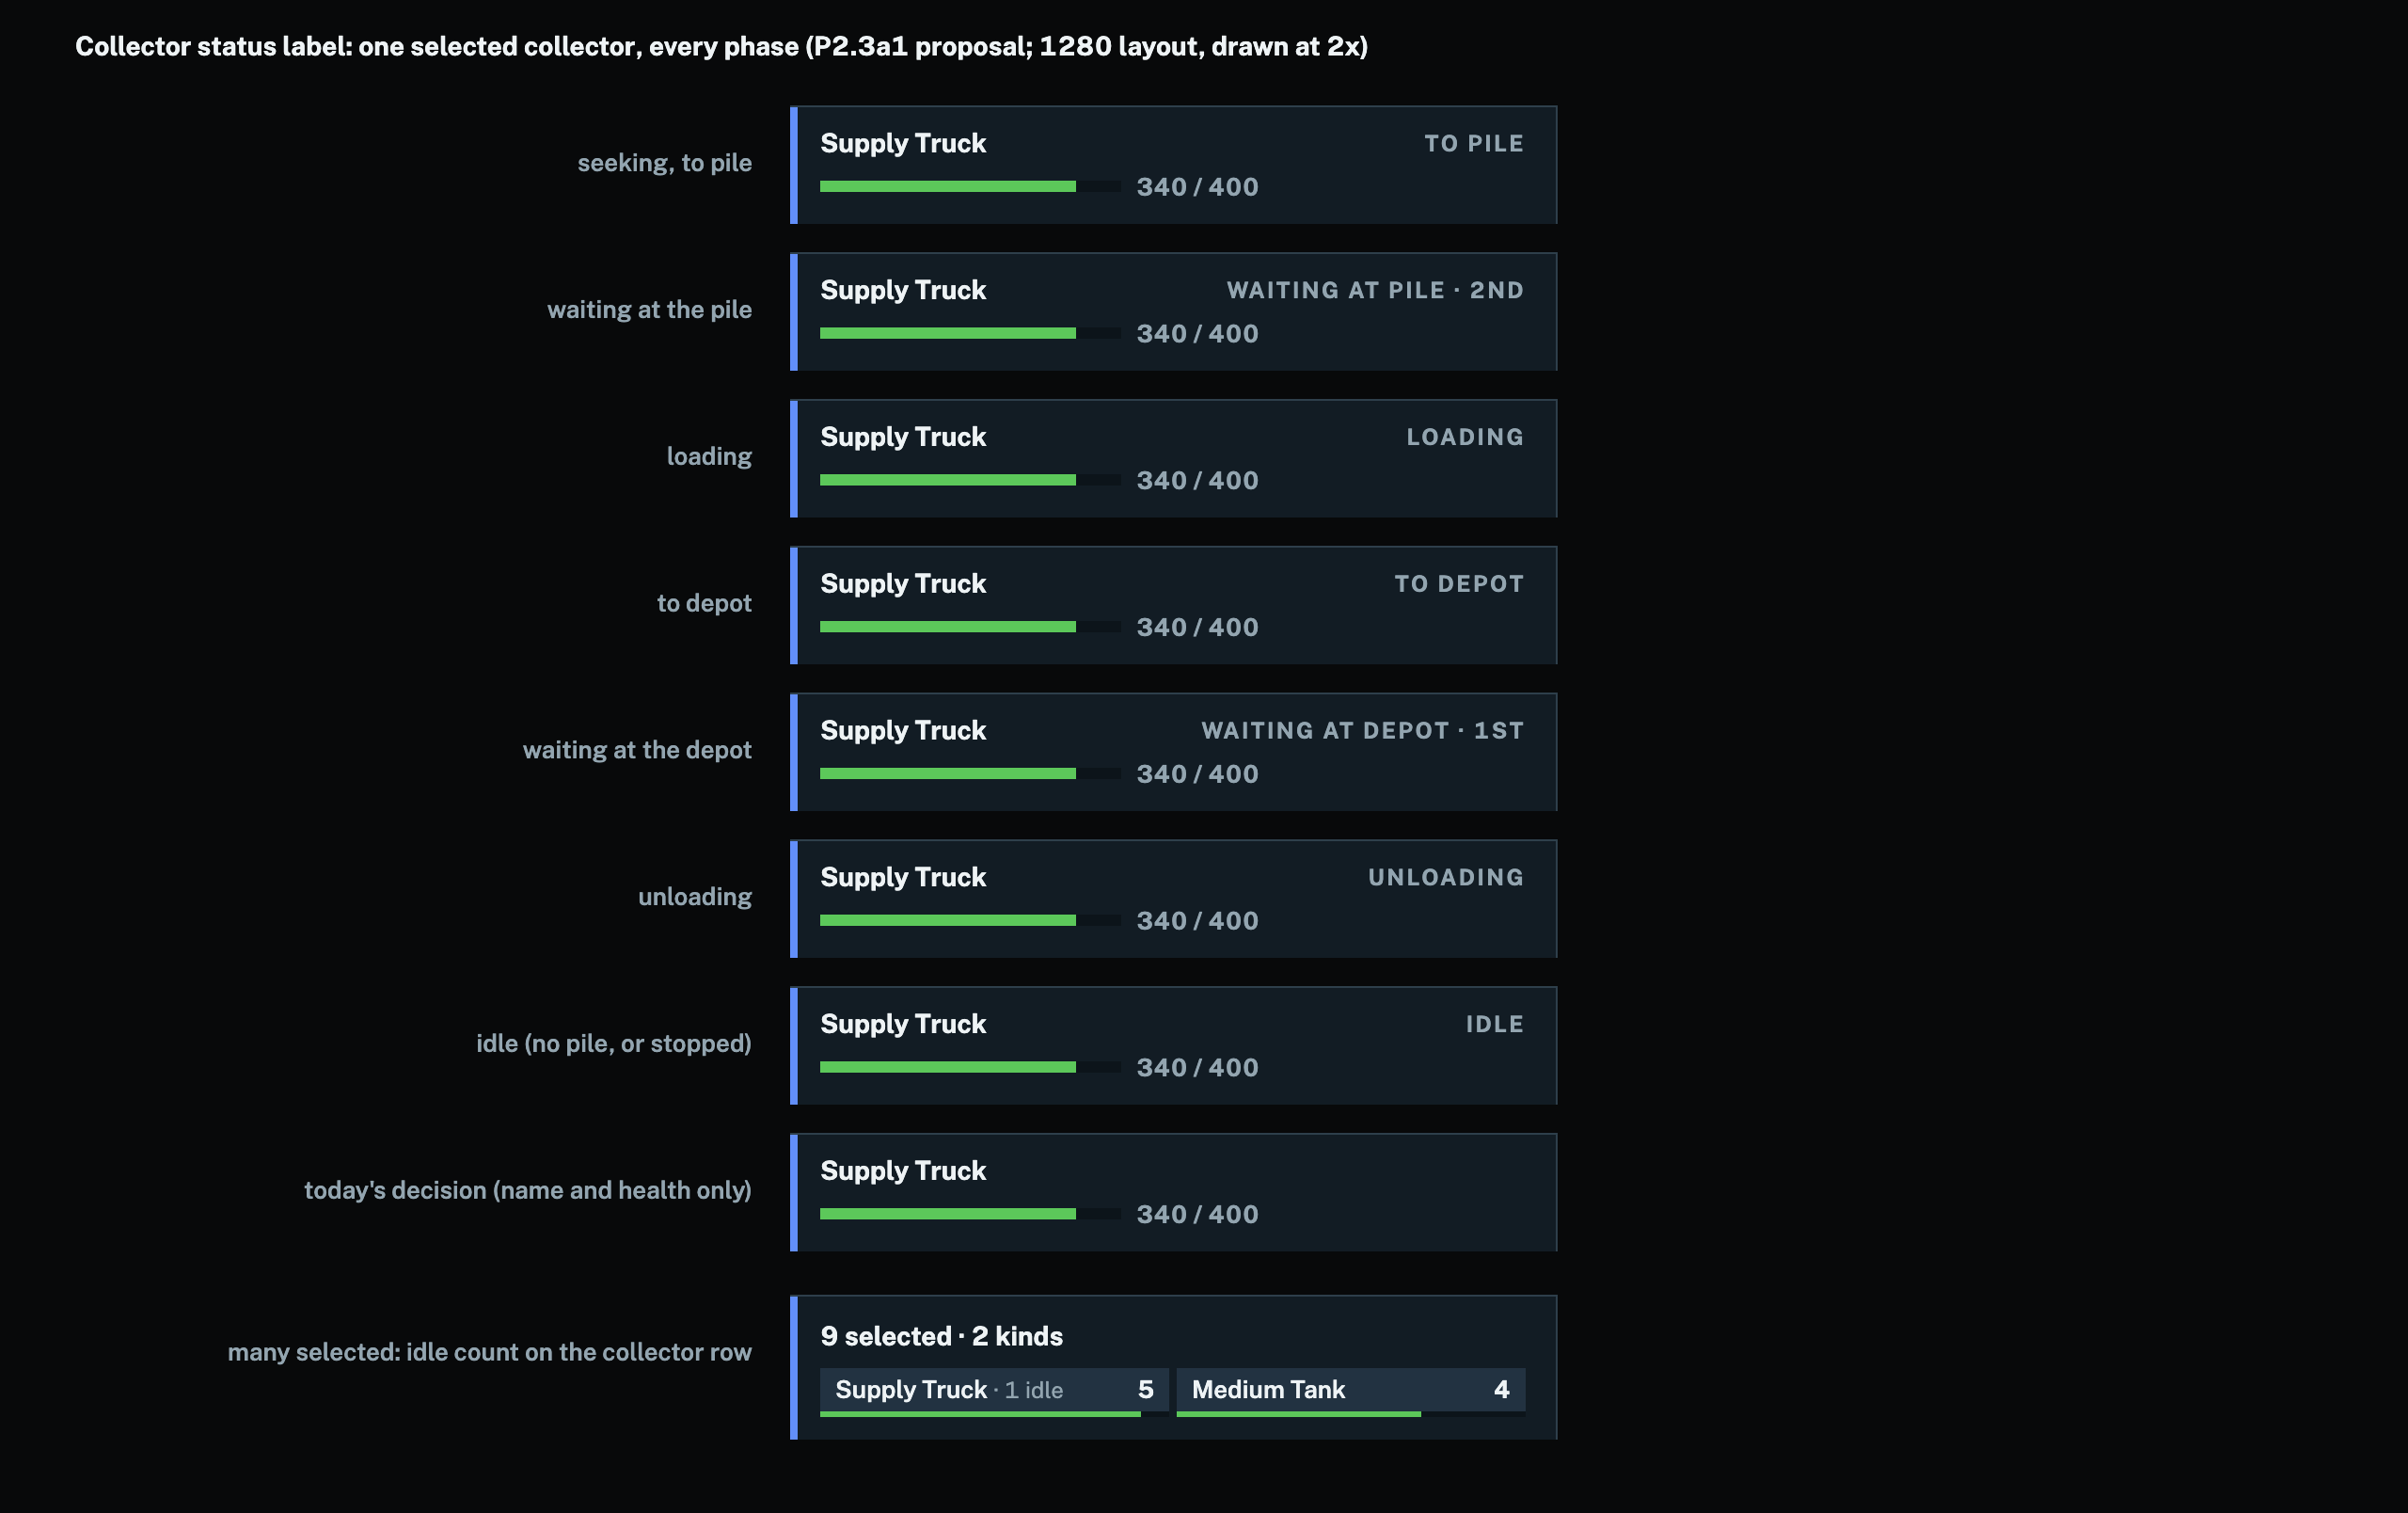 Collector status label: one selected collector, every phase (P2.3a1 proposal; 1280 layout, drawn at 2x)
seeking, to pile
Supply Truck TO PILE
340 / 400
waiting at the pile
Supply Truck WAITING AT PILE · 2ND
340 / 400
loading
Supply Truck LOADING
340 / 400
to depot
Supply Truck TO DEPOT
340 / 400
waiting at the depot
Supply Truck WAITING AT DEPOT · 1ST
340 / 400
unloading
Supply Truck UNLOADING
340 / 400
idle (no pile, or stopped)
Supply Truck IDLE
340 / 400
today's decision (name and health only)
Supply Truck
340 / 400
many selected: idle count on the collector row
9 selected · 2 kinds
Supply Truck · 1 idle 5 Medium Tank 4